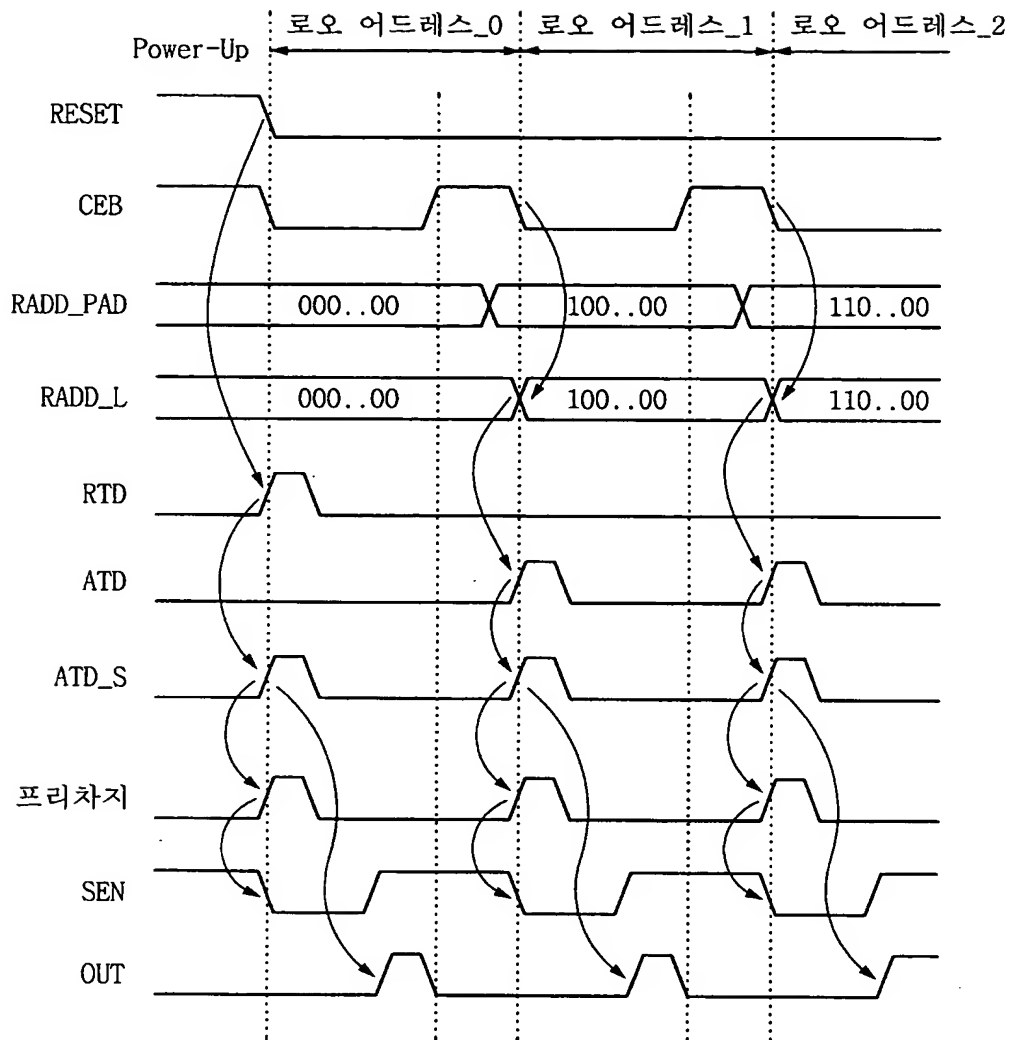 로오 어드레스_0 로오 어드레스_1 로오 어드레스_2
Power-Up
RESET
CEB
RADD_PAD 000..00 100..00 110..00
RADD_L 000..00 100..00 110..00
RTD
ATD
ATD_S
프리차지
SEN
OUT